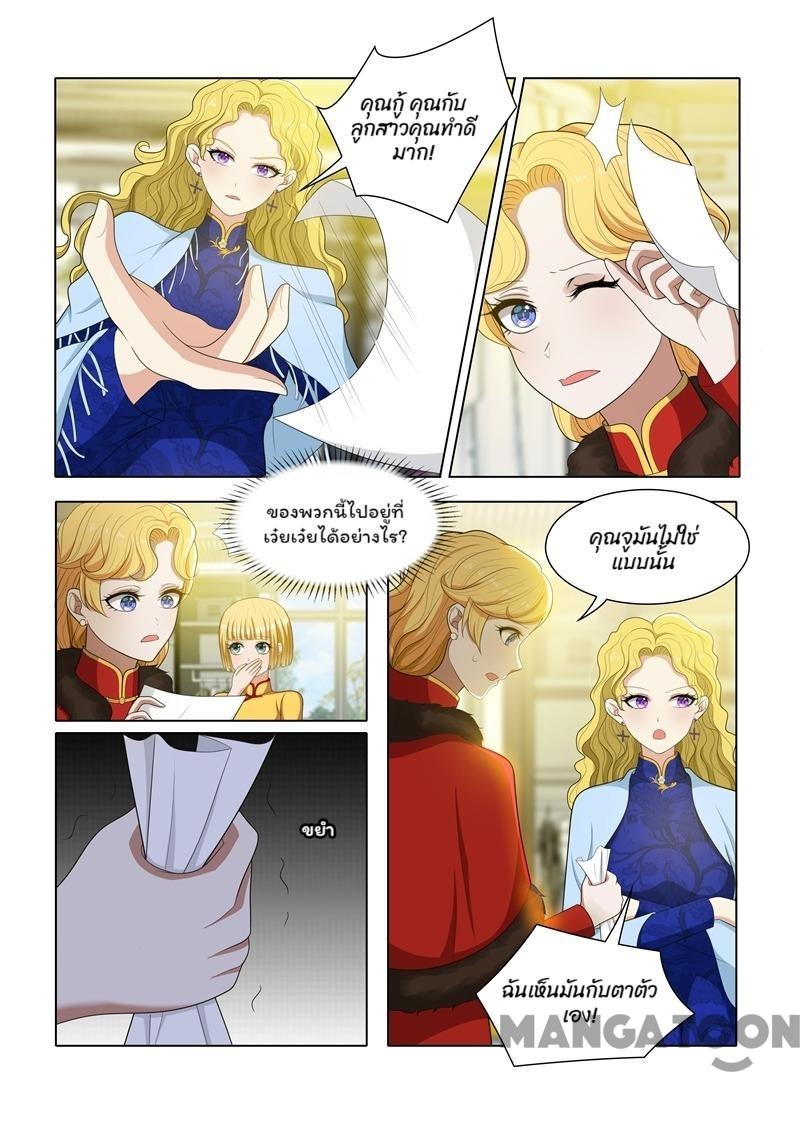 คุณกู้ คุณกับ
ลูกสาวคุณทำดี
มาก!
ของพวกนี้ไปอยู่ที่
เว๋ยเว๋ยได้อย่างไร?
คุณจูมันไม่ใช่
แบบนั้น
ขยำ
ฉันเห็นมันกับตาตัว
เอง!
MANGATOON